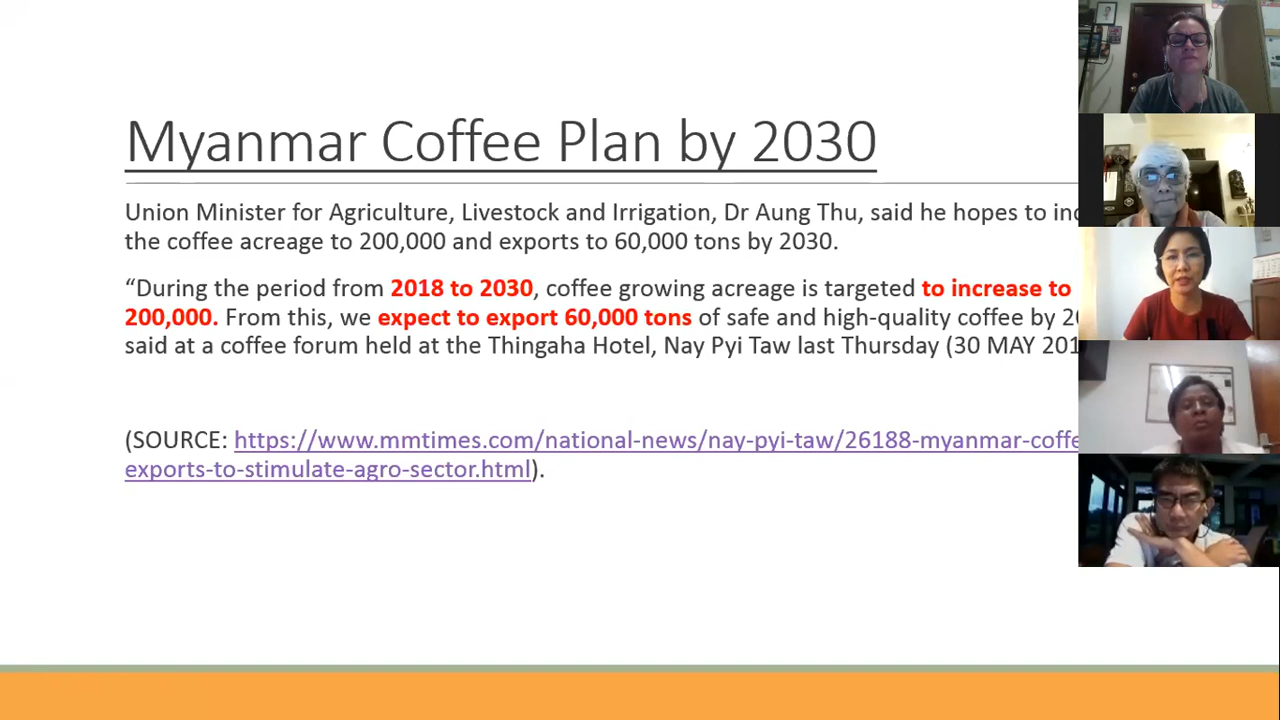 Myanmar Coffee Plan by 2030
Union Minister for Agriculture, Livestock and Irrigation, Dr Aung Thu, said he hopes to
the coffee acreage to 200,000 and exports to 60,000 tons by 2030.
“During the period from 2018 to 2030, coffee growing acreage is targeted to increase to
200,000. From this, we expect to export 60,000 tons of safe and high-quality coffee by
said at a coffee forum held at the Thingaha Hotel, Nay Pyi Taw last Thursday (30 MAY
(SOURCE: https://www.mmtimes.com/national-news/nay-pyi-taw/26188-myanmar-coffe
exports-to-stimulate-agro-sector.html).